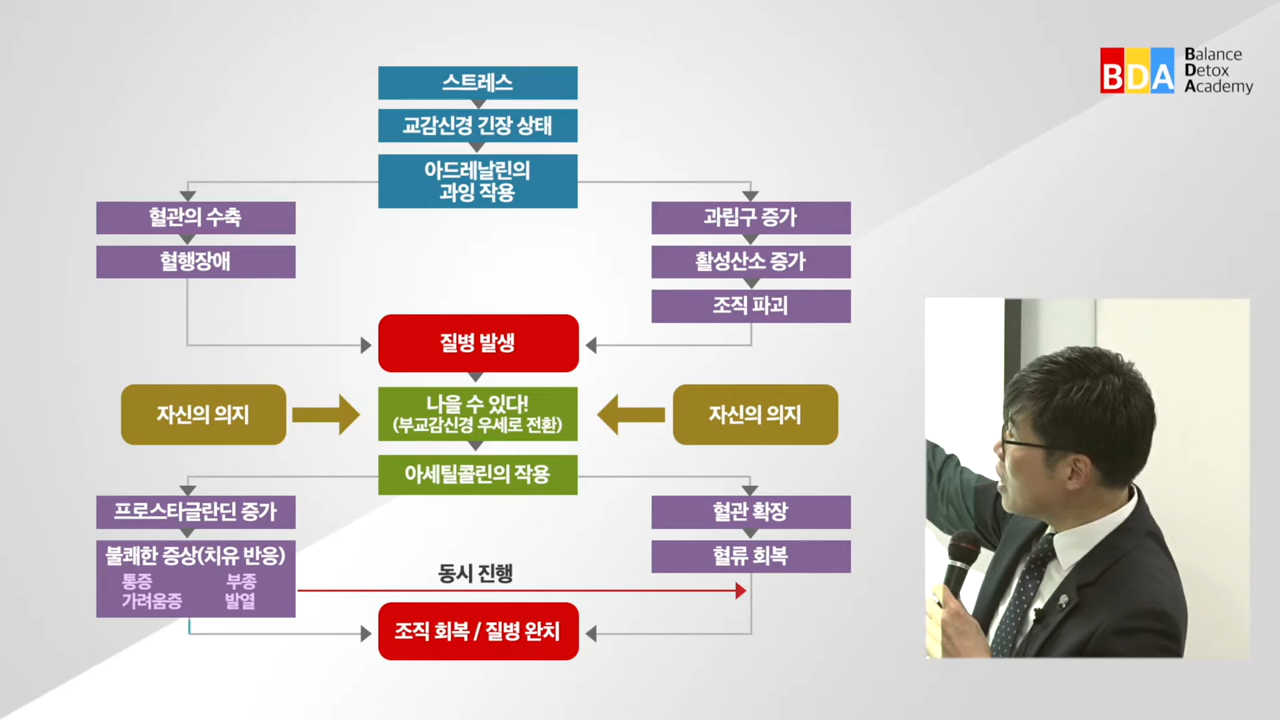 BDA
Balance
Detox
Academy
스트레스
교감신경 긴장 상태
아드레날린의
과잉 작용
혈관의 수축
혈행장애
과립구 증가
활성산소 증가
조직 파괴
질병 발생
자신의 의지
나을 수 있다!
(부교감신경 우세로 전환)
자신의 의지
아세틸콜린의 작용
프로스타글란딘 증가
불쾌한 증상(치유 반응)
통증 부종
가려움증 발열
혈관 확장
혈류 회복
동시 진행
조직 회복 / 질병 완치